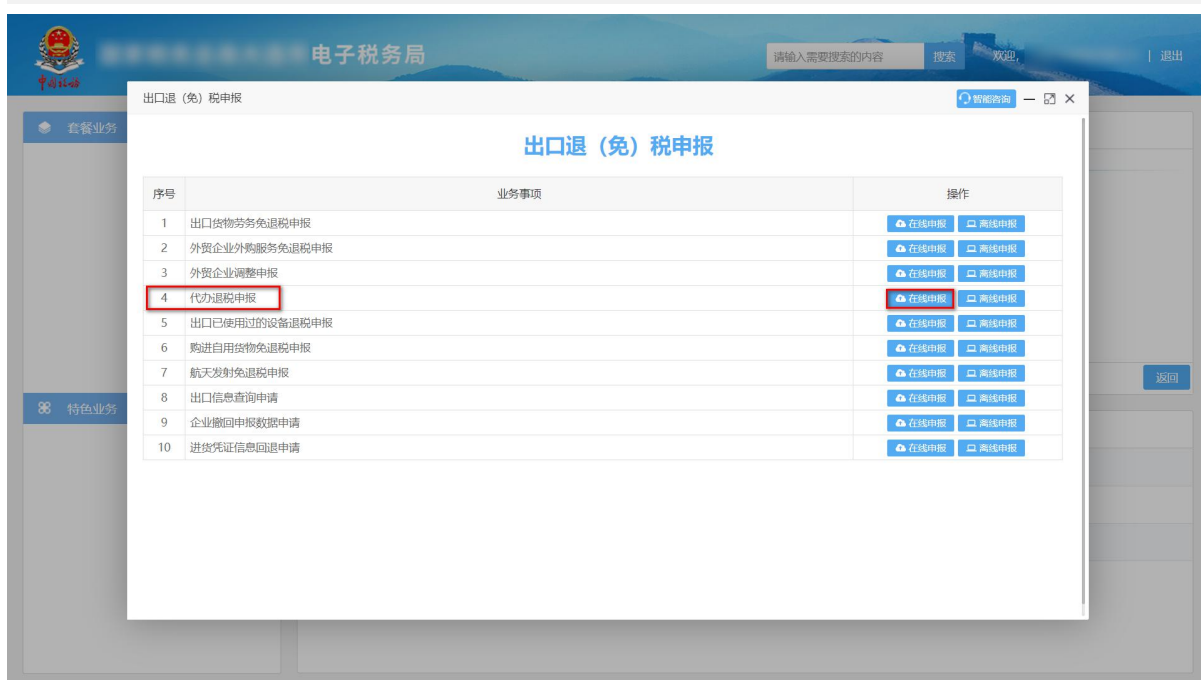 电子税务局
请输入需要搜索的内容 搜索 欢迎, | 退出
中国税务
出口退（免）税申报 智能咨询
套餐业务
出口退（免）税申报
序号 业务事项 操作
1 出口货物劳务免退税申报 在线申报 离线申报
2 外贸企业外购服务免退税申报 在线申报 离线申报
3 外贸企业调整申报 在线申报 离线申报
4 代办退税申报 在线申报 离线申报
5 出口已使用过的设备退税申报 在线申报 离线申报
6 购进自用货物免退税申报 在线申报 离线申报
7 航天发射免退税申报 在线申报 离线申报
返回
8 出口信息查询申请 在线申报 离线申报
特色业务
9 企业撤回申报数据申请 在线申报 离线申报
10 进货凭证信息回退申请 在线申报 离线申报